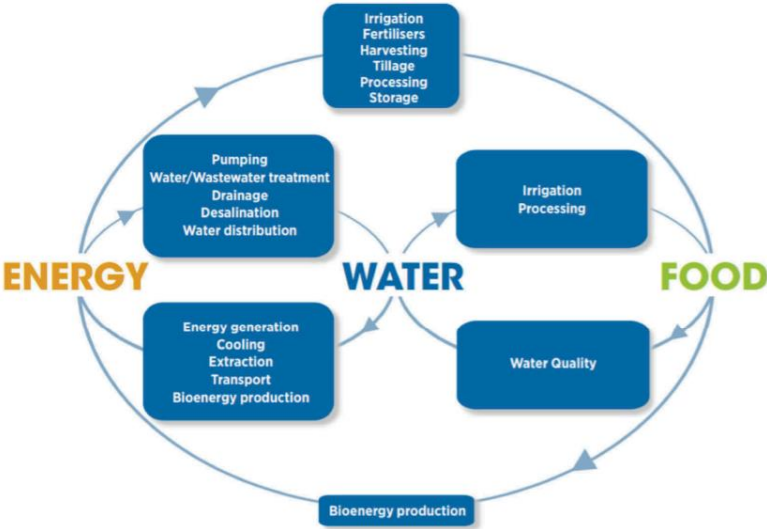 Irrigation
Fertilisers
Harvesting
Tillage
Processing
Storage
Pumping
Water/Wastewater treatment
Drainage
Desalination
Water distribution
Irrigation
Processing
ENERGY
WATER
FOOD
Energy generation
Cooling
Extraction
Transport
Bioenergy production
Water Quality
Bioenergy production